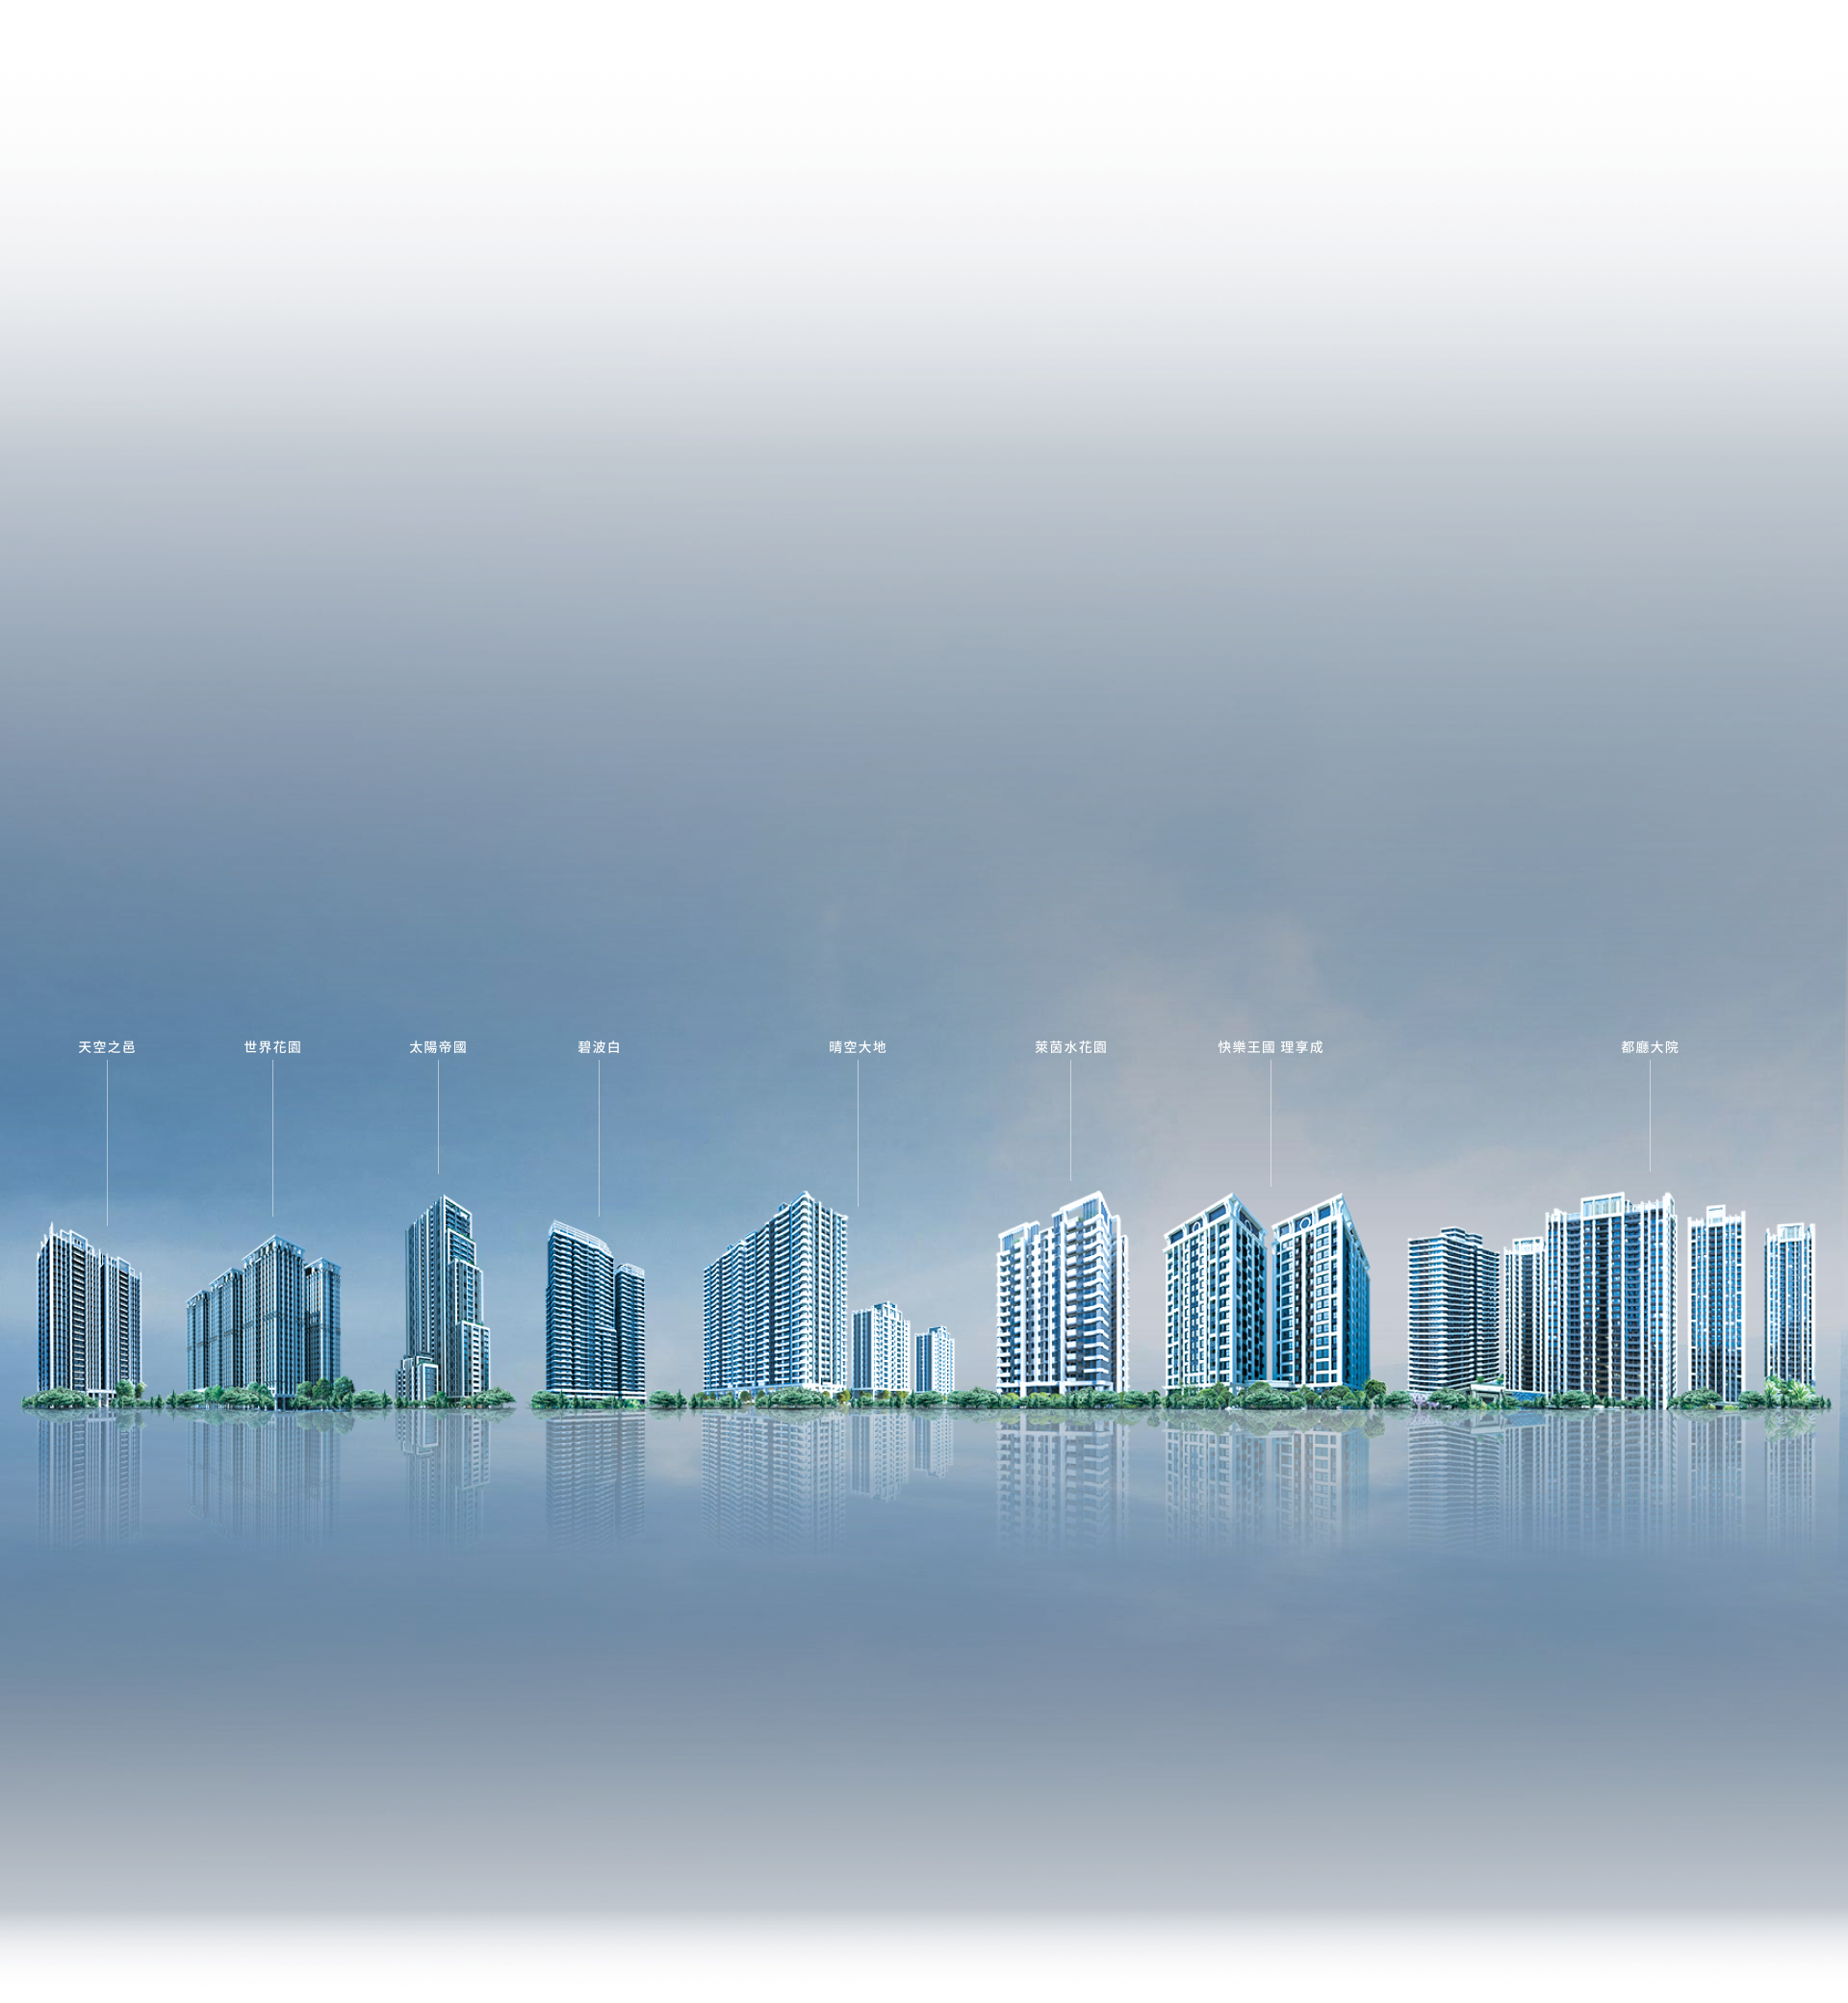 天空之邑
世界花園
太陽帝國
碧波白
晴空大地
萊茵水花園
快樂王國 理享成
都廳大院